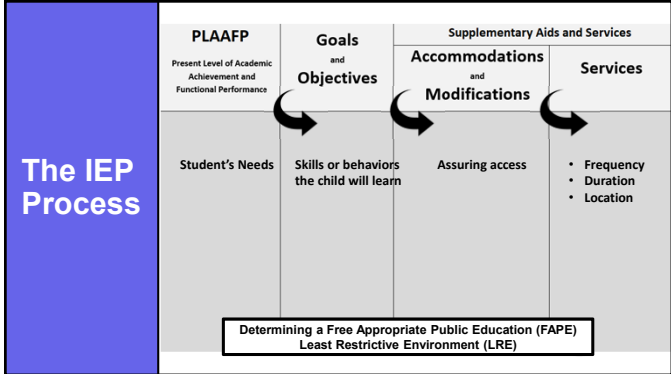 The IEP
Process
PLAAFP
Present Level of Academic
Achievement and
Functional Performance
Goals
and
Objectives
Supplementary Aids and Services
Accommodations
and
Modifications
Services
Student's Needs
Skills or behaviors
the child will learn
Assuring access
• Frequency
• Duration
• Location
Determining a Free Appropriate Public Education (FAPE)
Least Restrictive Environment (LRE)